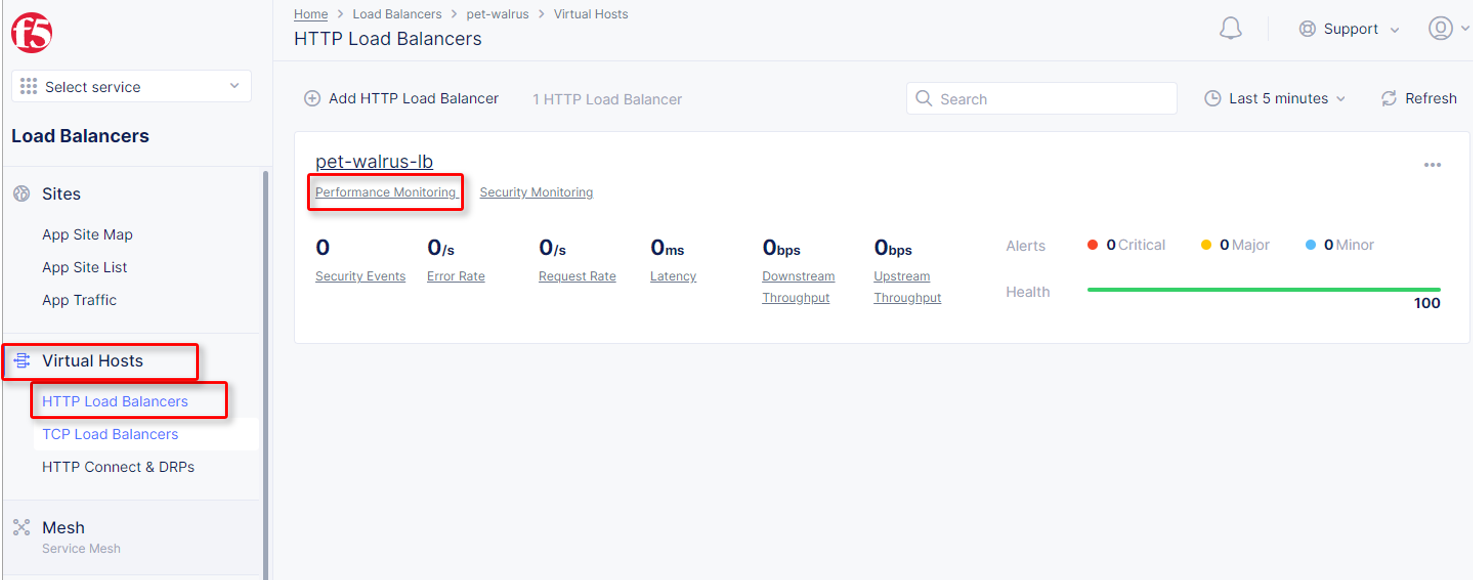 f5
Select service
Load Balancers
Sites
App Site Map
App Site List
App Traffic
Virtual Hosts
HTTP Load Balancers
TCP Load Balancers
HTTP Connect & DRPs
Mesh
Service Mesh
Home > Load Balancers > pet-walrus > Virtual Hosts
HTTP Load Balancers
Support
Add HTTP Load Balancer 1 HTTP Load Balancer Search Last 5 minutes Refresh
pet-walrus-lb
Performance Monitoring Security Monitoring
0 0/s 0/s 0ms 0bps 0bps
Security Events Error Rate Request Rate Latency Downstream Upstream
Throughput Throughput
Alerts 0 Critical 0 Major 0 Minor
Health
100